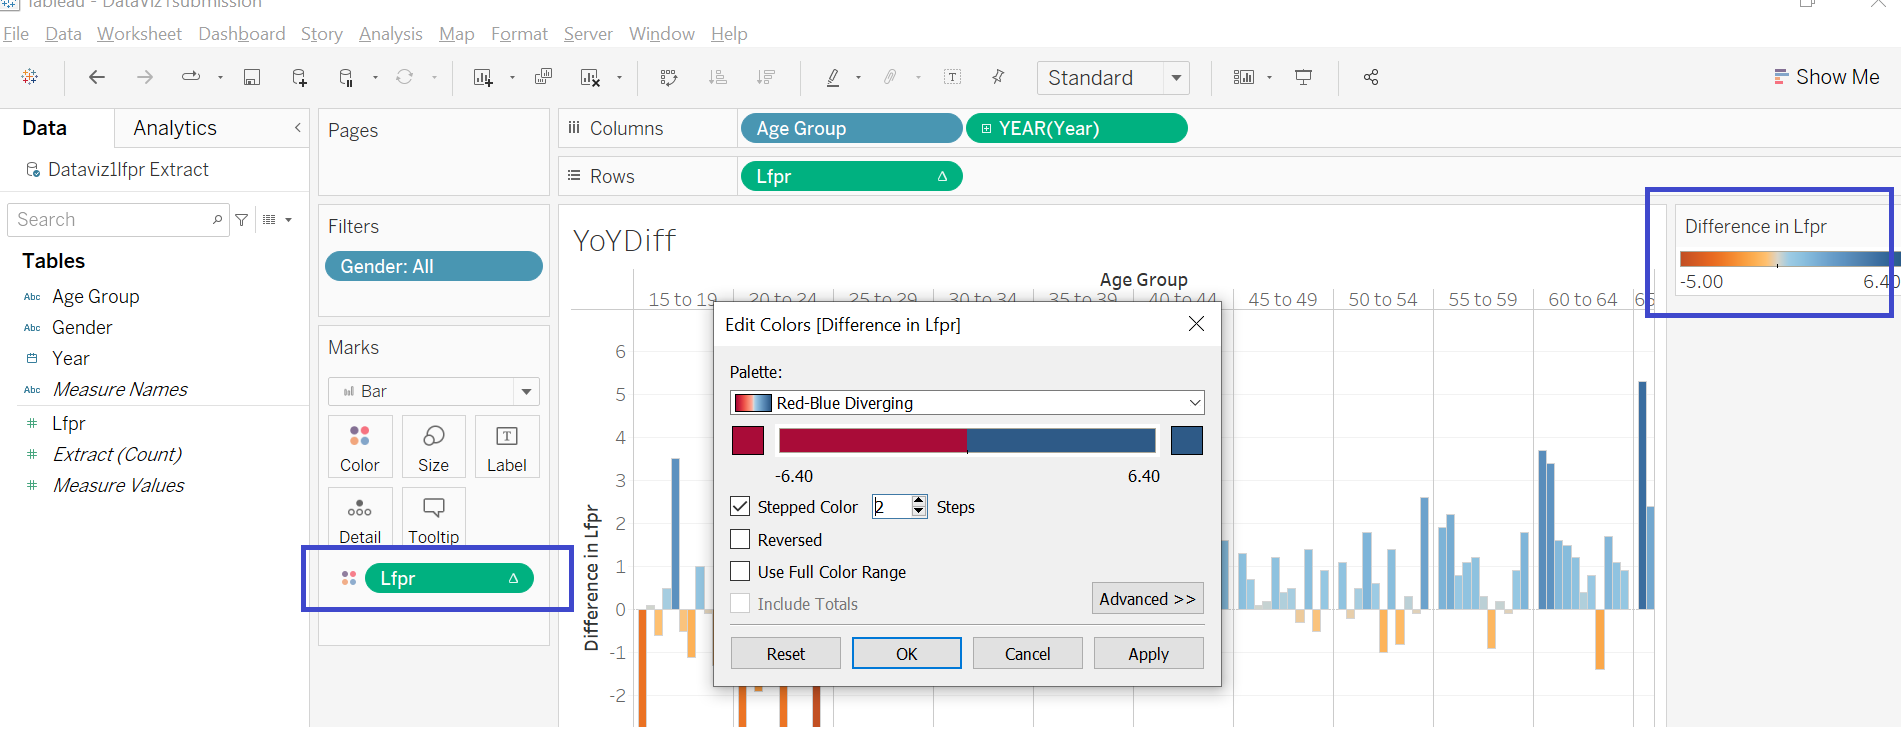 Tableau - DataViz1submission
File Data Worksheet Dashboard Story Analysis Map Format Server Window Help
Standard
Show Me
Data Analytics
Pages
Columns
Age Group
YEAR(Year)
Dataviz1lfpr Extract
Rows
Lfpr
Search
Filters
Gender: All
YoYDiff
Difference in Lfpr
-5.00 6.40
Tables
Abc Age Group
Abc Gender
Year
Abc Measure Names
# Lfpr
# Extract (Count)
# Measure Values
Marks
Bar
Color
Size
Label
Detail
Tooltip
Lfpr
Age Group
15 to 19 20 to 24 25 to 29 30 to 34 35 to 39 40 to 44 45 to 49 50 to 54 55 to 59 60 to 64
Difference in Lfpr
6
5
4
3
2
1
0
-1
-2
Edit Colors [Difference in Lfpr]
Palette:
Red-Blue Diverging
-6.40 6.40
Stepped Color 2 Steps
Reversed
Use Full Color Range
Include Totals
Advanced >>
Reset OK Cancel Apply